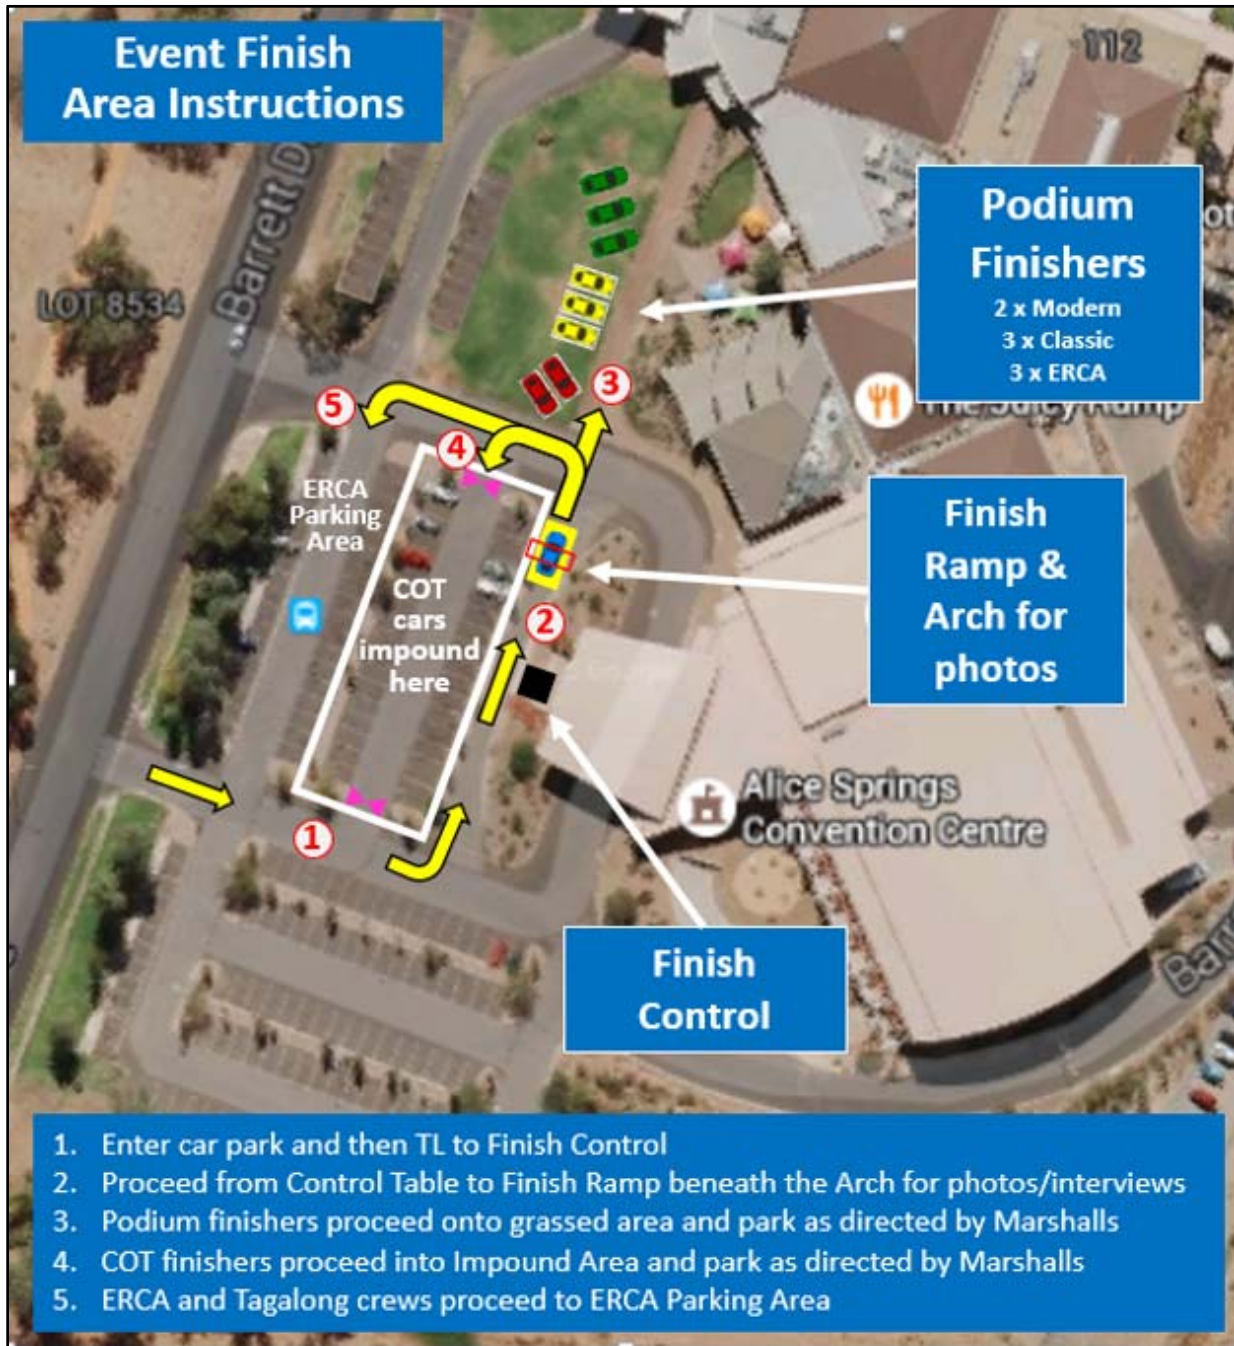 Event Finish
Area Instructions
112
Barrett D
LOT 8534
Podium
Finishers
2 x Modern
3 x Classic
3 x ERCA
3
5
4
The Juicy Rump
ERCA
Parking
Area
Finish
Ramp &
Arch for
photos
COT
cars
impound
here
2
Alice Springs
Convention Centre
1
Finish
Control
Barr
1. Enter car park and then TL to Finish Control
2. Proceed from Control Table to Finish Ramp beneath the Arch for photos/interviews
3. Podium finishers proceed onto grassed area and park as directed by Marshalls
4. COT finishers proceed into Impound Area and park as directed by Marshalls
5. ERCA and Tagalong crews proceed to ERCA Parking Area